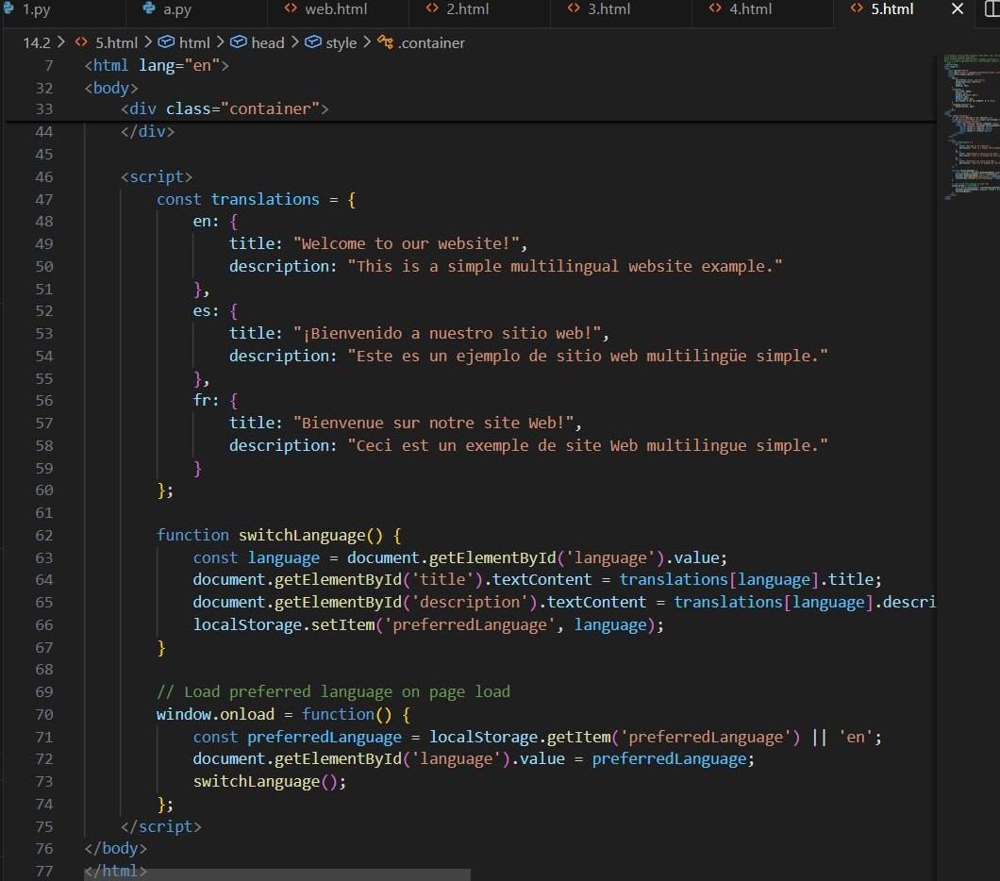 1.py a.py web.html 2.html 3.html 4.html 5.html
14.2 > 5.html > html > head > style > .container
7 <html lang="en">
32 <body>
33 <div class="container">
44 </div>
45
46 <script>
47 const translations = {
48 en: {
49 title: "Welcome to our website!",
50 description: "This is a simple multilingual website example."
51 },
52 es: {
53 title: "¡Bienvenido a nuestro sitio web!",
54 description: "Este es un ejemplo de sitio web multilingüe simple."
55 },
56 fr: {
57 title: "Bienvenue sur notre site Web!",
58 description: "Ceci est un exemple de site Web multilingue simple."
59 }
60 };
61
62 function switchLanguage() {
63 const language = document.getElementById('language').value;
64 document.getElementById('title').textContent = translations[language].title;
65 document.getElementById('description').textContent = translations[language].descri
66 localStorage.setItem('preferredLanguage', language);
67 }
68
69 // Load preferred language on page load
70 window.onload = function() {
71 const preferredLanguage = localStorage.getItem('preferredLanguage') || 'en';
72 document.getElementById('language').value = preferredLanguage;
73 switchLanguage();
74 };
75 </script>
76 </body>
77 </html>